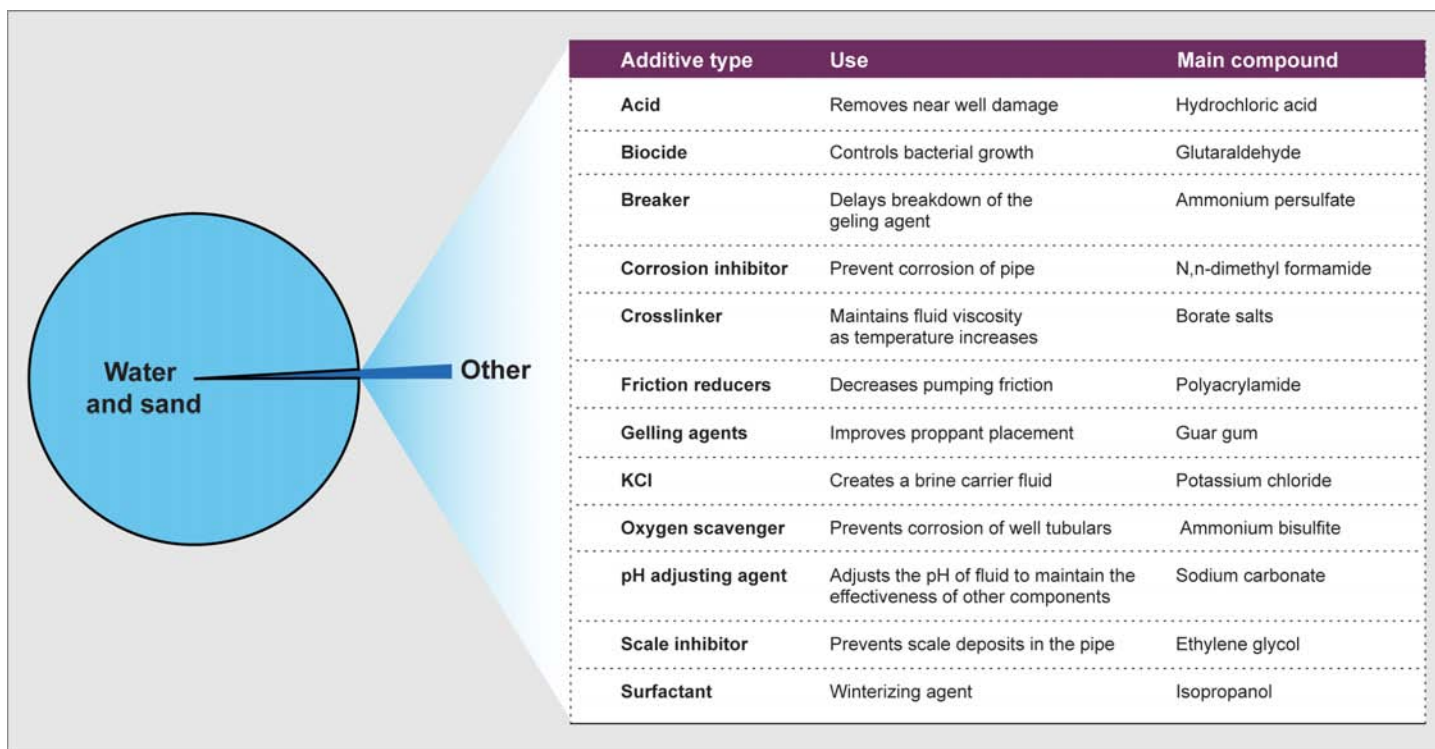 Water
and sand
Other
Additive type Use Main compound
Acid Removes near well damage Hydrochloric acid
Biocide Controls bacterial growth Glutaraldehyde
Breaker Delays breakdown of the Ammonium persulfate
geling agent
Corrosion inhibitor Prevent corrosion of pipe N,n-dimethyl formamide
Crosslinker Maintains fluid viscosity Borate salts
as temperature increases
Friction reducers Decreases pumping friction Polyacrylamide
Gelling agents Improves proppant placement Guar gum
KCI Creates a brine carrier fluid Potassium chloride
Oxygen scavenger Prevents corrosion of well tubulars Ammonium bisulfite
pH adjusting agent Adjusts the pH of fluid to maintain the Sodium carbonate
effectiveness of other components
Scale inhibitor Prevents scale deposits in the pipe Ethylene glycol
Surfactant Winterizing agent Isopropanol